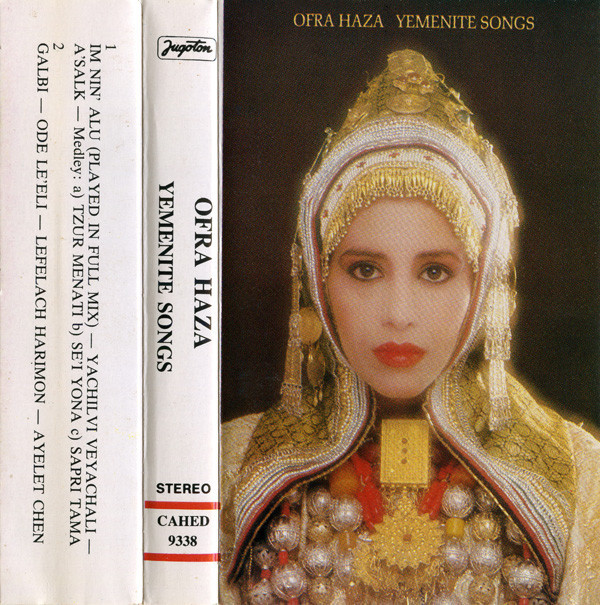 1
IM NIN' ALU (PLAYED IN FULL MIX) — YACHILVI VEYACHALI —
A'SALK — Medley: a) TZUR MENATI b) SE'I YONA c) SAPRI TAMA
2
GALBI — ODE LE'ELI — LEFELACH HARIMON — AYELET CHEN
Jugoton
OFRA HAZA
YEMENITE SONGS
STEREO
CAHED
9338
OFRA HAZA YEMENITE SONGS